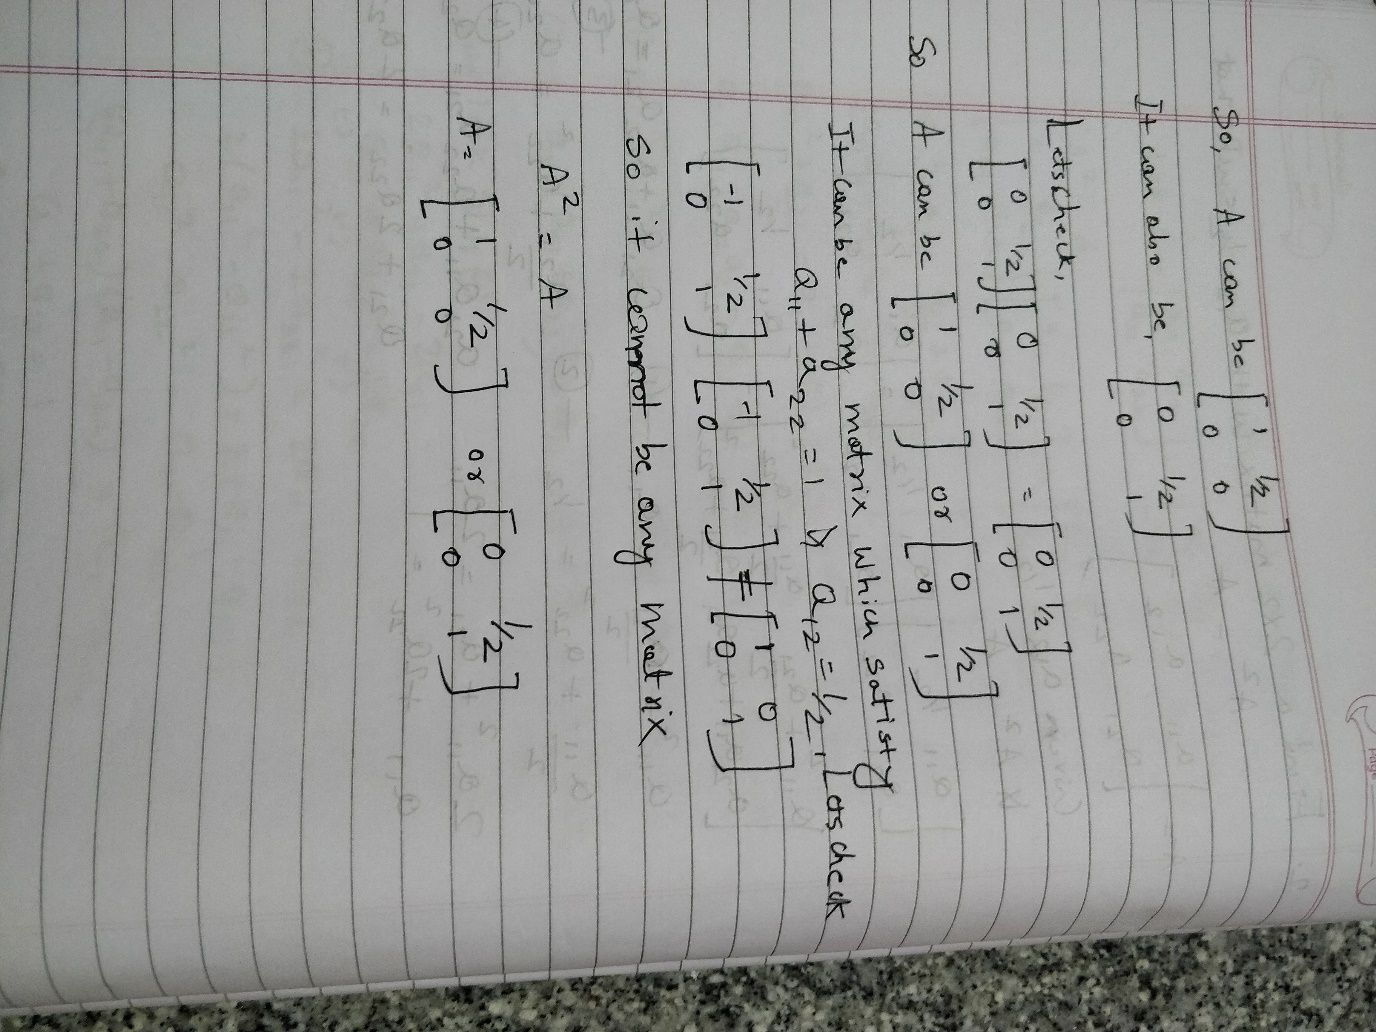 So, A can be [1 1/2
0 0]
It can also be, [0 1/2
0 1]
Letscheck,
[0 1/2
0 1] [0 1/2
0 1] = [0 1/2
0 1]
So A can be [1 1/2
0 0] or [0 1/2
0 1]
It can be any matrix which satisfy
a11 + a22 = 1 & a12 = 1/2, Letscheck
[-1 1/2
0 1] [-1 1/2
0 1] ≠ [1 0
0 1]
So it cannot be any matrix
A² = A
A = [1 1/2
0 0] or [0 1/2
0 1]
Page